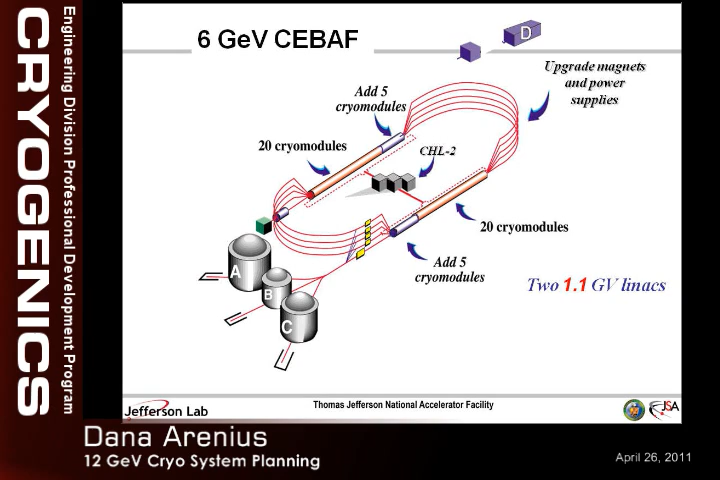 CRYOGENICS
Engineering Division Professional Development Program
6 GeV CEBAF
D
Upgrade magnets
and power
supplies
Add 5
cryomodules
20 cryomodules
CHL-2
20 cryomodules
Add 5
cryomodules
A
B
C
Two 1.1 GV linacs
Jefferson Lab
Thomas Jefferson National Accelerator Facility
JSA
Dana Arenius
12 GeV Cryo System Planning
April 26, 2011